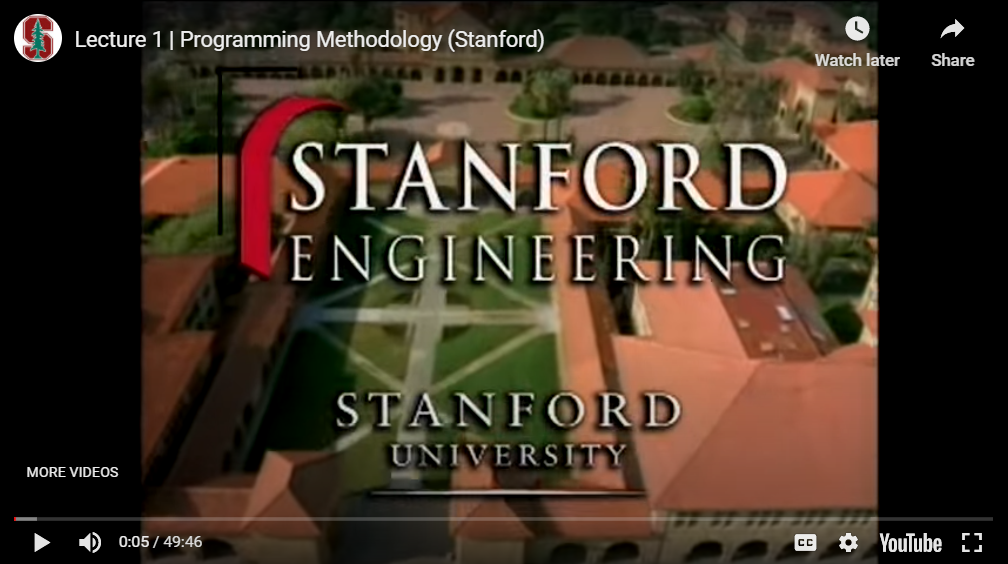 Lecture 1 | Programming Methodology (Stanford)
Watch later
Share
STANFORD
ENGINEERING
STANFORD
UNIVERSITY
MORE VIDEOS
0:05 / 49:46
CC
YouTube